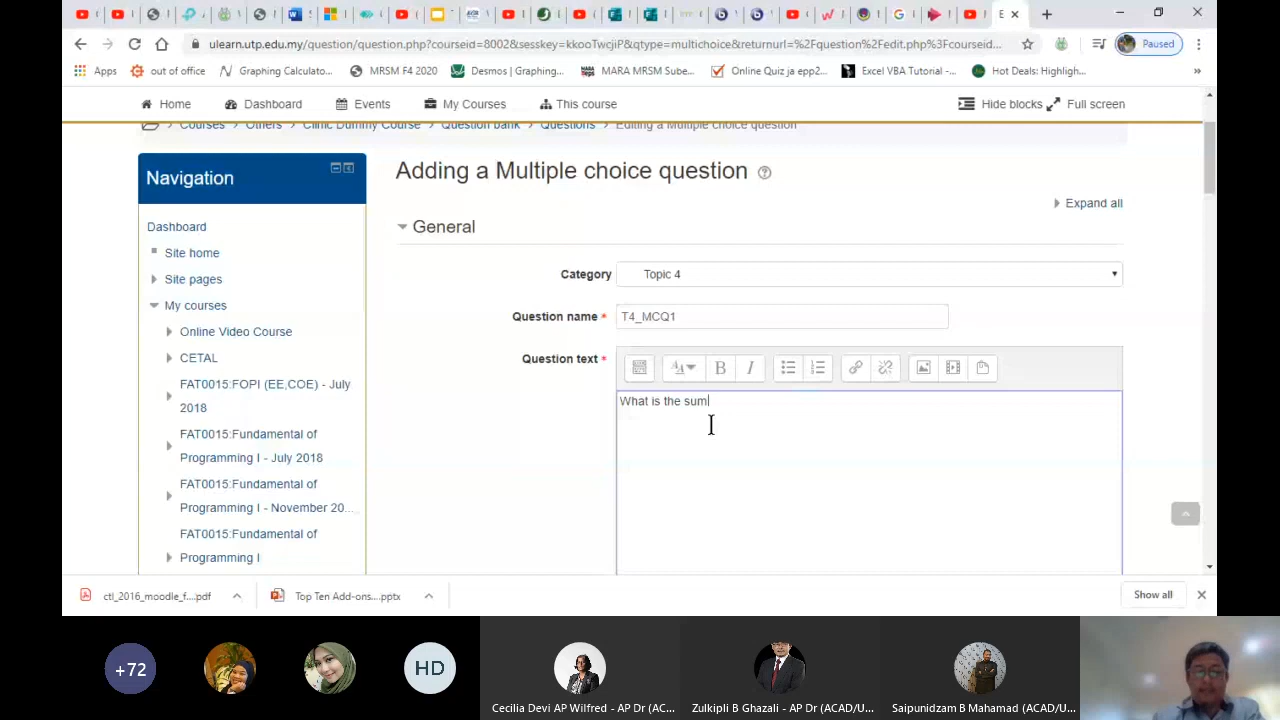 ulearn.utp.edu.my/question/question.php?courseid=8002&sesskey=kkooTwcjiP&qtype=multichoice&returnurl=%2Fquestion%2Fedit.php%3Fcourseid...
Paused
Apps
out of office
Graphing Calculato...
MRSM F4 2020
Desmos | Graphing...
MARA MRSM Sube...
Online Quiz ja epp2...
Excel VBA Tutorial -...
Hot Deals: Highligh...
Home
Dashboard
Events
My Courses
This course
Hide blocks
Full screen
Courses
Others
Clinic Dummy Course
Question bank
Questions
Editing a Multiple choice question
Navigation
Dashboard
Site home
Site pages
My courses
Online Video Course
CETAL
FAT0015:FOPI (EE,COE) - July
2018
FAT0015:Fundamental of
Programming I - July 2018
FAT0015:Fundamental of
Programming I - November 20...
FAT0015:Fundamental of
Programming I
Adding a Multiple choice question
Expand all
General
Category
Topic 4
Question name *
T4_MCQ1
Question text *
What is the sum
ctl_2016_moodle_f....pdf
Top Ten Add-ons....pptx
Show all
+72
HD
Cecilia Devi AP Wilfred - AP Dr (AC...
Zulkipli B Ghazali - AP Dr (ACAD/U...
Saipunidzam B Mahamad (ACAD/U...